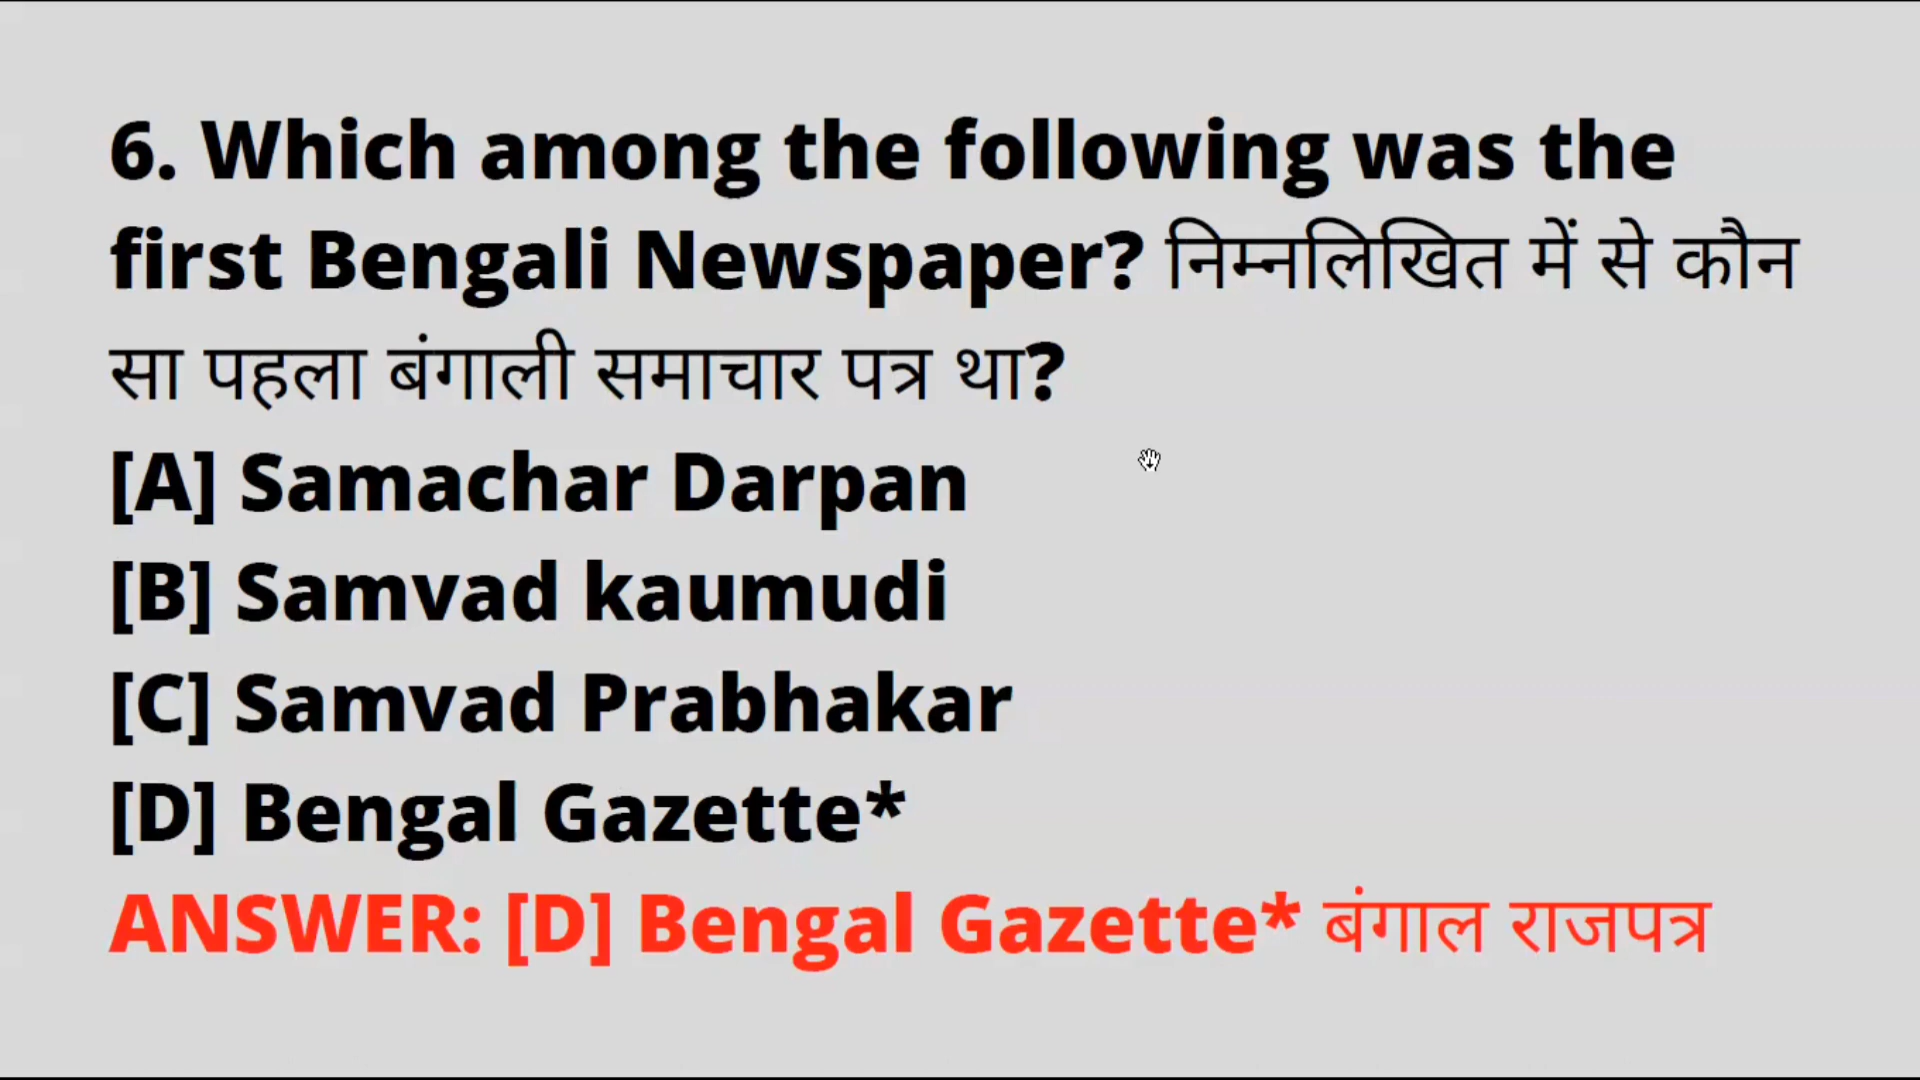 6. Which among the following was the
first Bengali Newspaper? निम्नलिखित में से कौन
सा पहला बंगाली समाचार पत्र था?
[A] Samachar Darpan
[B] Samvad kaumudi
[C] Samvad Prabhakar
[D] Bengal Gazette*
ANSWER: [D] Bengal Gazette* बंगाल राजपत्र